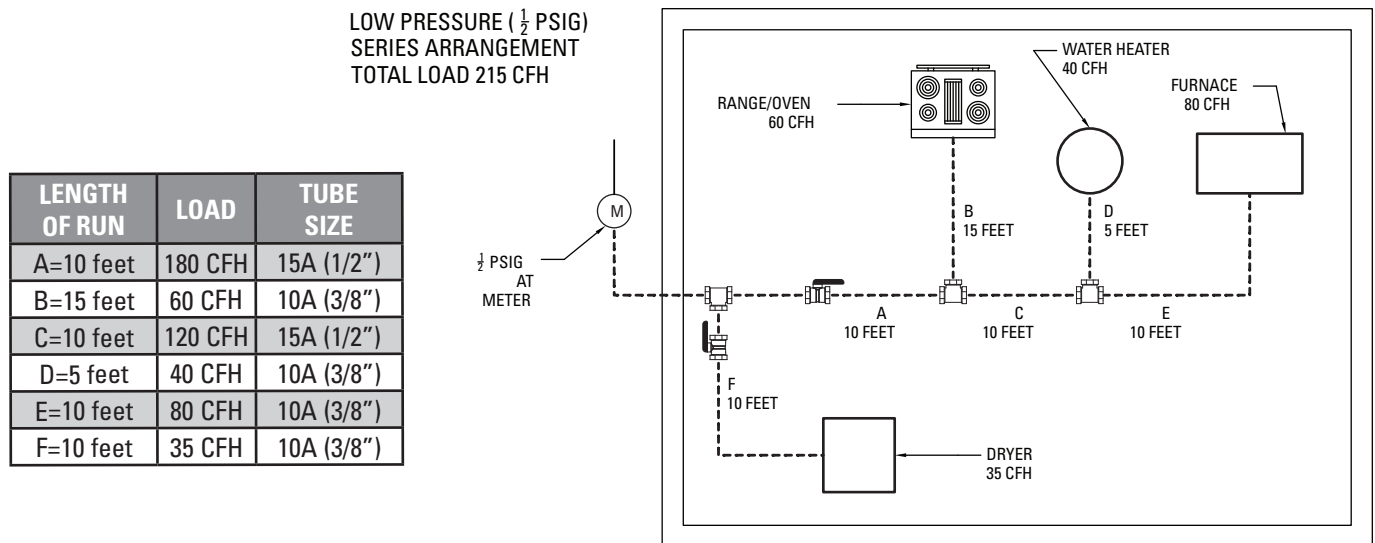 LOW PRESSURE ( 1/2 PSIG)
SERIES ARRANGEMENT
TOTAL LOAD 215 CFH
LENGTH OF RUN LOAD TUBE SIZE
A=10 feet 180 CFH 15A (1/2")
B=15 feet 60 CFH 10A (3/8")
C=10 feet 120 CFH 15A (1/2")
D=5 feet 40 CFH 10A (3/8")
E=10 feet 80 CFH 10A (3/8")
F=10 feet 35 CFH 10A (3/8")
M
1/2 PSIG
AT
METER
RANGE/OVEN
60 CFH
WATER HEATER
40 CFH
FURNACE
80 CFH
B
15 FEET
D
5 FEET
A
10 FEET
C
10 FEET
E
10 FEET
F
10 FEET
DRYER
35 CFH